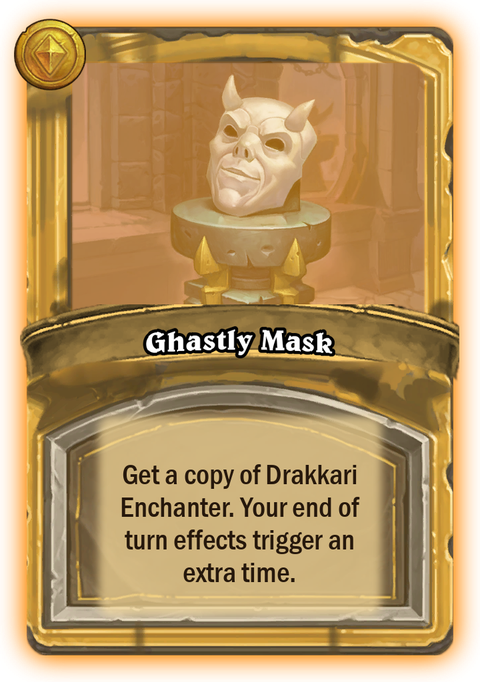 Ghastly Mask
Get a copy of Drakkari
Enchanter. Your end of
turn effects trigger an
extra time.